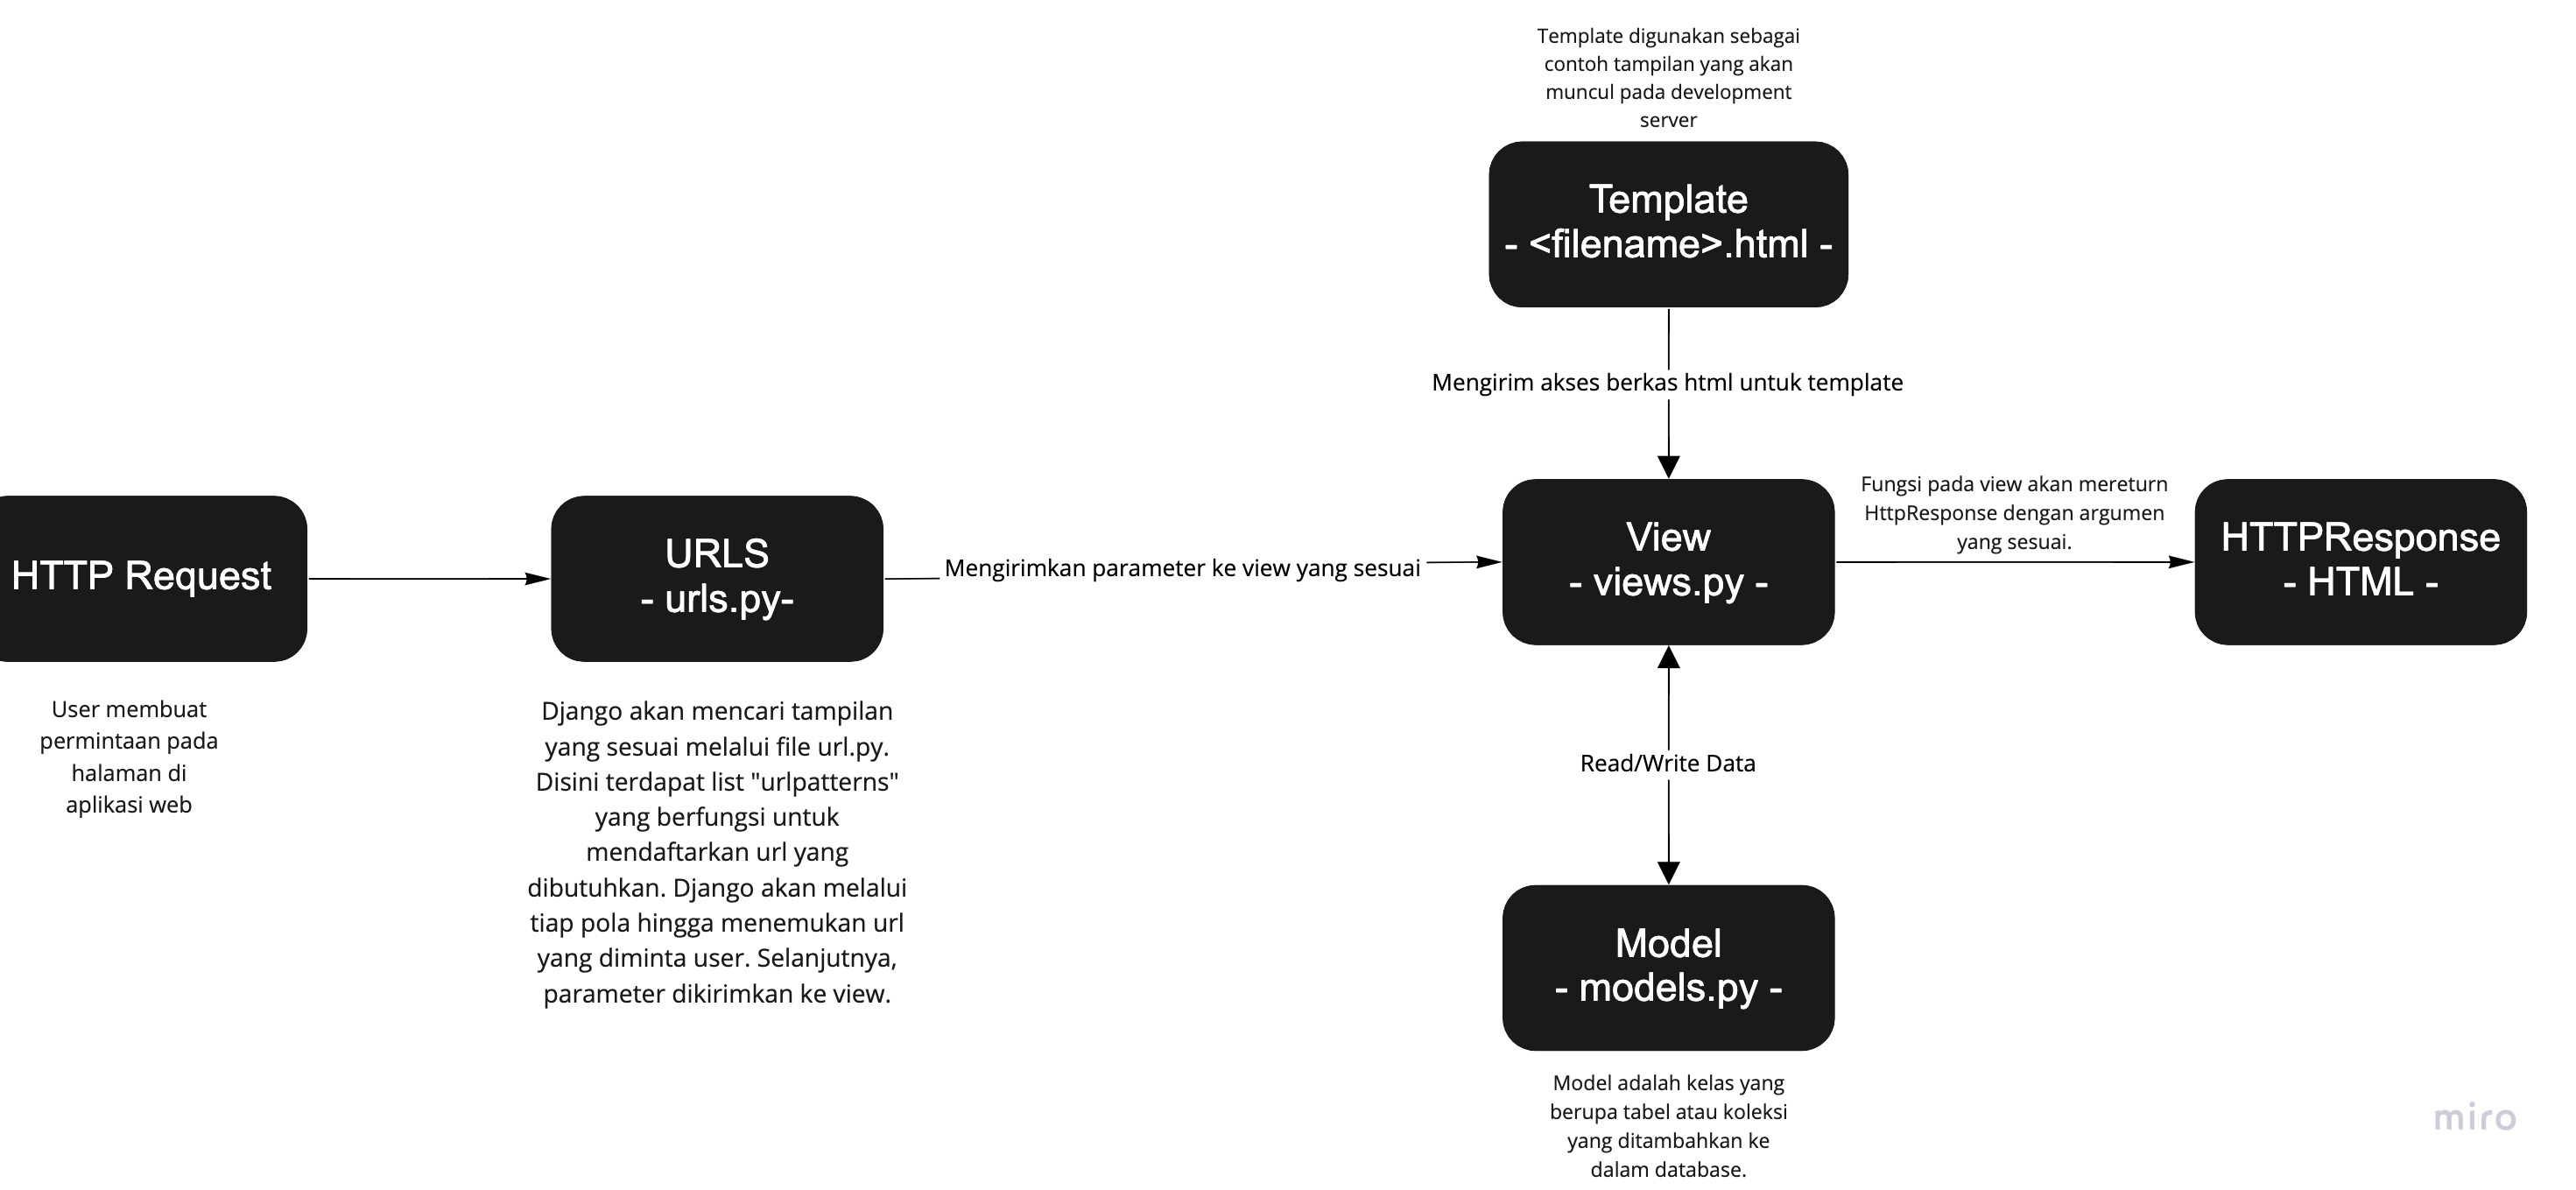 Template digunakan sebagai
contoh tampilan yang akan
muncul pada development
server
Template
- <filename>.html -
Mengirim akses berkas html untuk template
HTTP Request
User membuat
permintaan pada
halaman di
aplikasi web
URLS
- urls.py-
Django akan mencari tampilan
yang sesuai melalui file url.py.
Disini terdapat list "urlpatterns"
yang berfungsi untuk
mendaftarkan url yang
dibutuhkan. Django akan melalui
tiap pola hingga menemukan url
yang diminta user. Selanjutnya,
parameter dikirimkan ke view.
Mengirimkan parameter ke view yang sesuai
View
- views.py -
Fungsi pada view akan mereturn
HttpResponse dengan argumen
yang sesuai.
HTTPResponse
- HTML -
Read/Write Data
Model
- models.py -
Model adalah kelas yang
berupa tabel atau koleksi
yang ditambahkan ke
dalam database.
miro